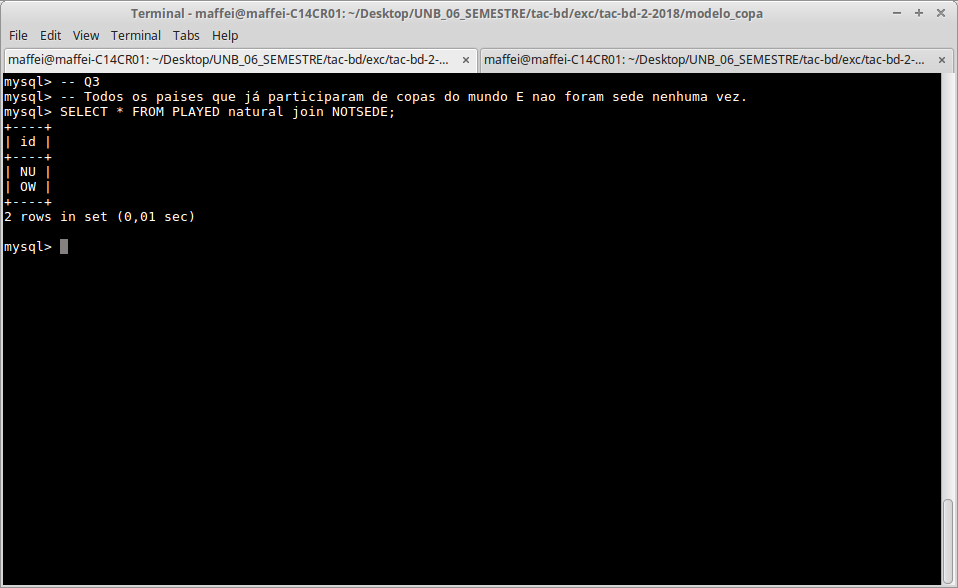 Terminal - maffei@maffei-C14CR01: ~/Desktop/UNB_06_SEMESTRE/tac-bd/exc/tac-bd-2-2018/modelo_copa
File Edit View Terminal Tabs Help
maffei@maffei-C14CR01: ~/Desktop/UNB_06_SEMESTRE/tac-bd/exc/tac-bd-2-... × maffei@maffei-C14CR01: ~/Desktop/UNB_06_SEMESTRE/tac-bd/exc/tac-bd-2-... ×
mysql> -- Q3
mysql> -- Todos os paises que já participaram de copas do mundo E nao foram sede nenhuma vez.
mysql> SELECT * FROM PLAYED natural join NOTSEDE;
+----+
| id |
+----+
| NU |
| OW |
+----+
2 rows in set (0,01 sec)
mysql>